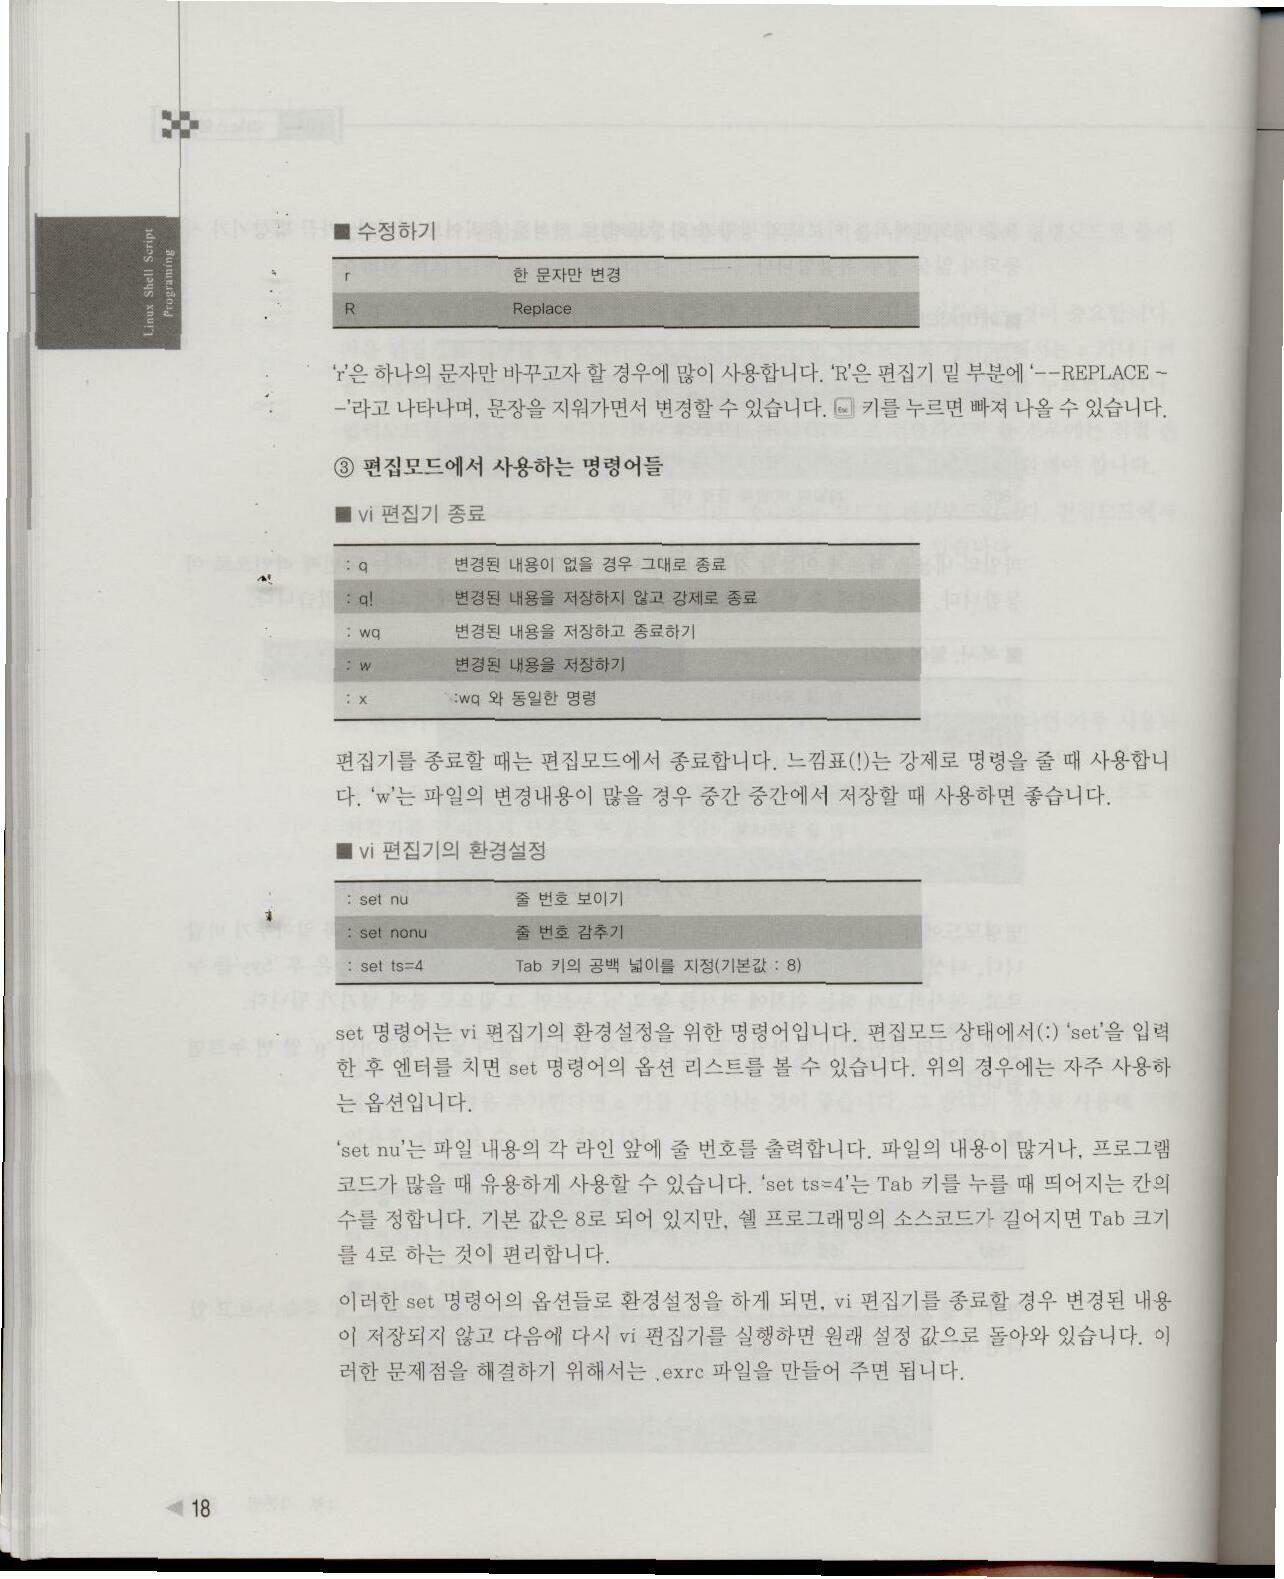 Linux Shell Script
Programing
■ 수정하기
r 한 문자만 변경
R Replace
‘r’은 하나의 문자만 바꾸고자 할 경우에 많이 사용합니다. ‘R’은 편집기 밑 부분에 ‘--REPLACE ~
-’라고 나타나며, 문장을 지워가면서 변경할 수 있습니다. Esc 키를 누르면 빠져 나올 수 있습니다.
③ 편집모드에서 사용하는 명령어들
■ vi 편집기 종료
: q 변경된 내용이 없을 경우 그대로 종료
: q! 변경된 내용을 저장하지 않고 강제로 종료
: wq 변경된 내용을 저장하고 종료하기
: w 변경된 내용을 저장하기
: x :wq 와 동일한 명령
편집기를 종료할 때는 편집모드에서 종료합니다. 느낌표(!)는 강제로 명령을 줄 때 사용합니
다. ‘w’는 파일의 변경내용이 많을 경우 중간 중간에서 저장할 때 사용하면 좋습니다.
■ vi 편집기의 환경설정
: set nu 줄 번호 보이기
: set nonu 줄 번호 감추기
: set ts=4 Tab 키의 공백 넓이를 지정(기본값 : 8)
set 명령어는 vi 편집기의 환경설정을 위한 명령어입니다. 편집모드 상태에서(:) ‘set’을 입력
한 후 엔터를 치면 set 명령어의 옵션 리스트를 볼 수 있습니다. 위의 경우에는 자주 사용하
는 옵션입니다.
‘set nu’는 파일 내용의 각 라인 앞에 줄 번호를 출력합니다. 파일의 내용이 많거나, 프로그램
코드가 많을 때 유용하게 사용할 수 있습니다. ‘set ts=4’는 Tab 키를 누를 때 띄어지는 칸의
수를 정합니다. 기본 값은 8로 되어 있지만, 쉘 프로그래밍의 소스코드가 길어지면 Tab 크기
를 4로 하는 것이 편리합니다.
이러한 set 명령어의 옵션들로 환경설정을 하게 되면, vi 편집기를 종료할 경우 변경된 내용
이 저장되지 않고 다음에 다시 vi 편집기를 실행하면 원래 설정 값으로 돌아와 있습니다. 이
러한 문제점을 해결하기 위해서는 .exrc 파일을 만들어 주면 됩니다.
◀ 18